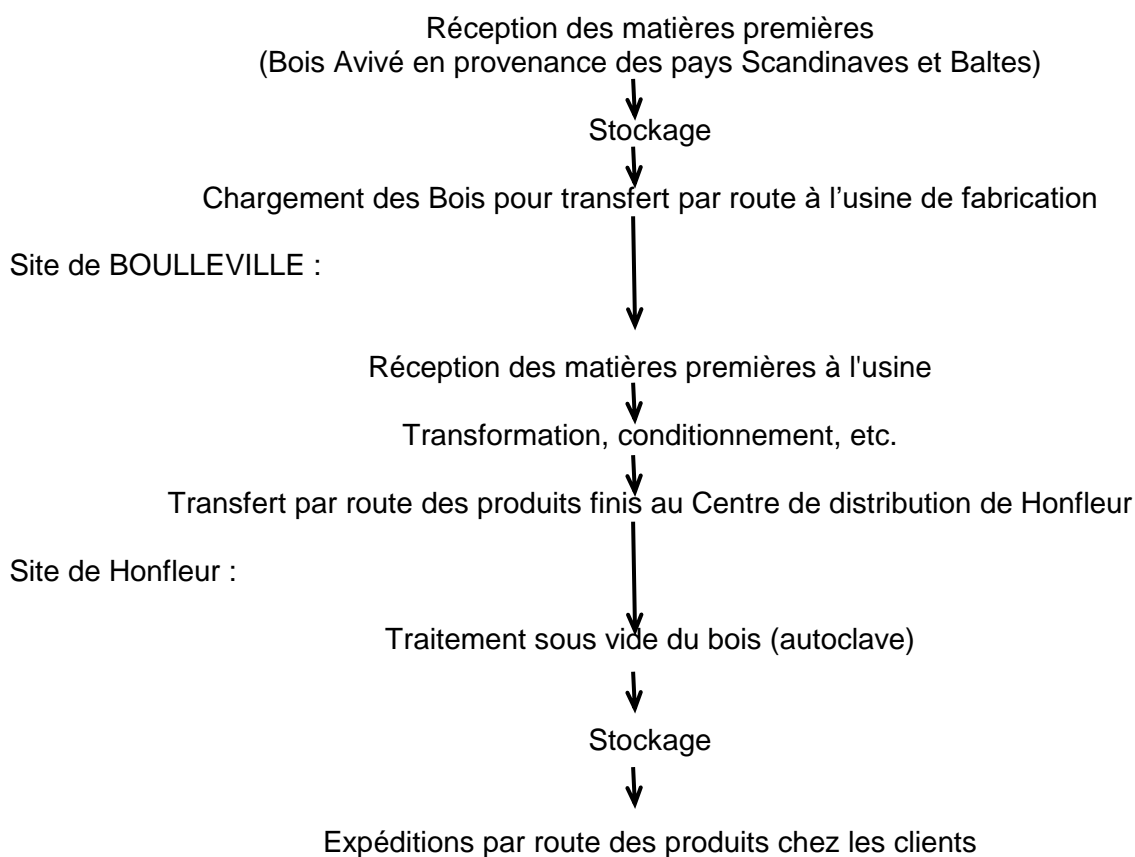 Réception des matières premières
(Bois Avivé en provenance des pays Scandinaves et Baltes)
Stockage
Chargement des Bois pour transfert par route à l’usine de fabrication
Site de BOULLEVILLE :
Réception des matières premières à l'usine
Transformation, conditionnement, etc.
Transfert par route des produits finis au Centre de distribution de Honfleur
Site de Honfleur :
Traitement sous vide du bois (autoclave)
Stockage
Expéditions par route des produits chez les clients